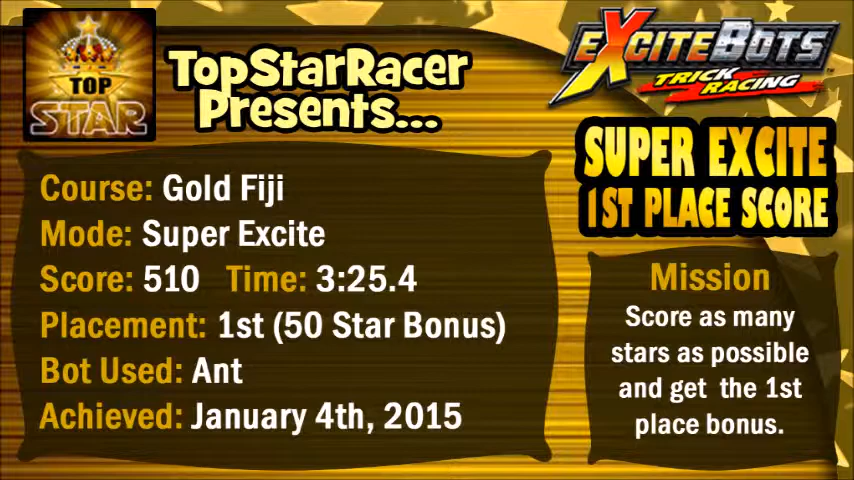 TOP
STAR
TopStarRacer
Presents...
EXCITEBOTS
TRICK
RACING
SUPER EXCITE
1ST PLACE SCORE
Course: Gold Fiji
Mode: Super Excite
Score: 510 Time: 3:25.4
Placement: 1st (50 Star Bonus)
Bot Used: Ant
Achieved: January 4th, 2015
Mission
Score as many
stars as possible
and get the 1st
place bonus.